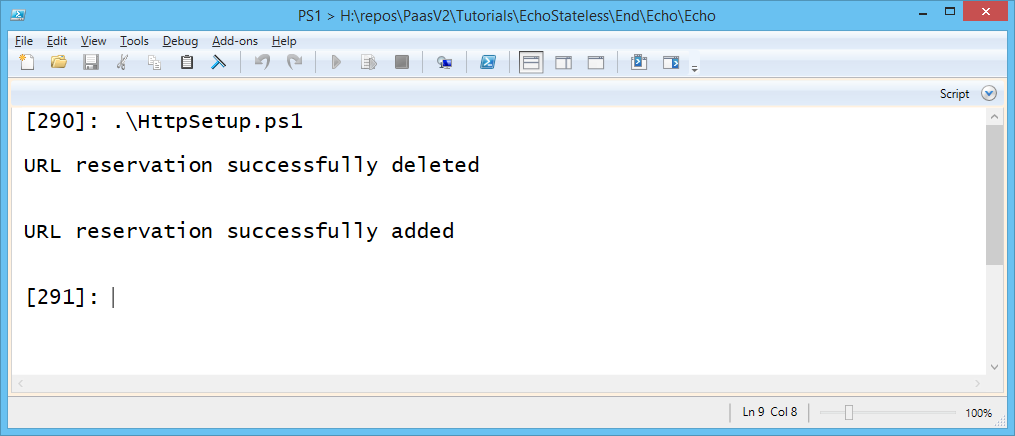 PS1 > H:\repos\PaasV2\Tutorials\EchoStateless\End\Echo\Echo
File Edit View Tools Debug Add-ons Help
Script
[290]: .\HttpSetup.ps1
URL reservation successfully deleted
URL reservation successfully added
[291]:
Ln 9 Col 8 100%